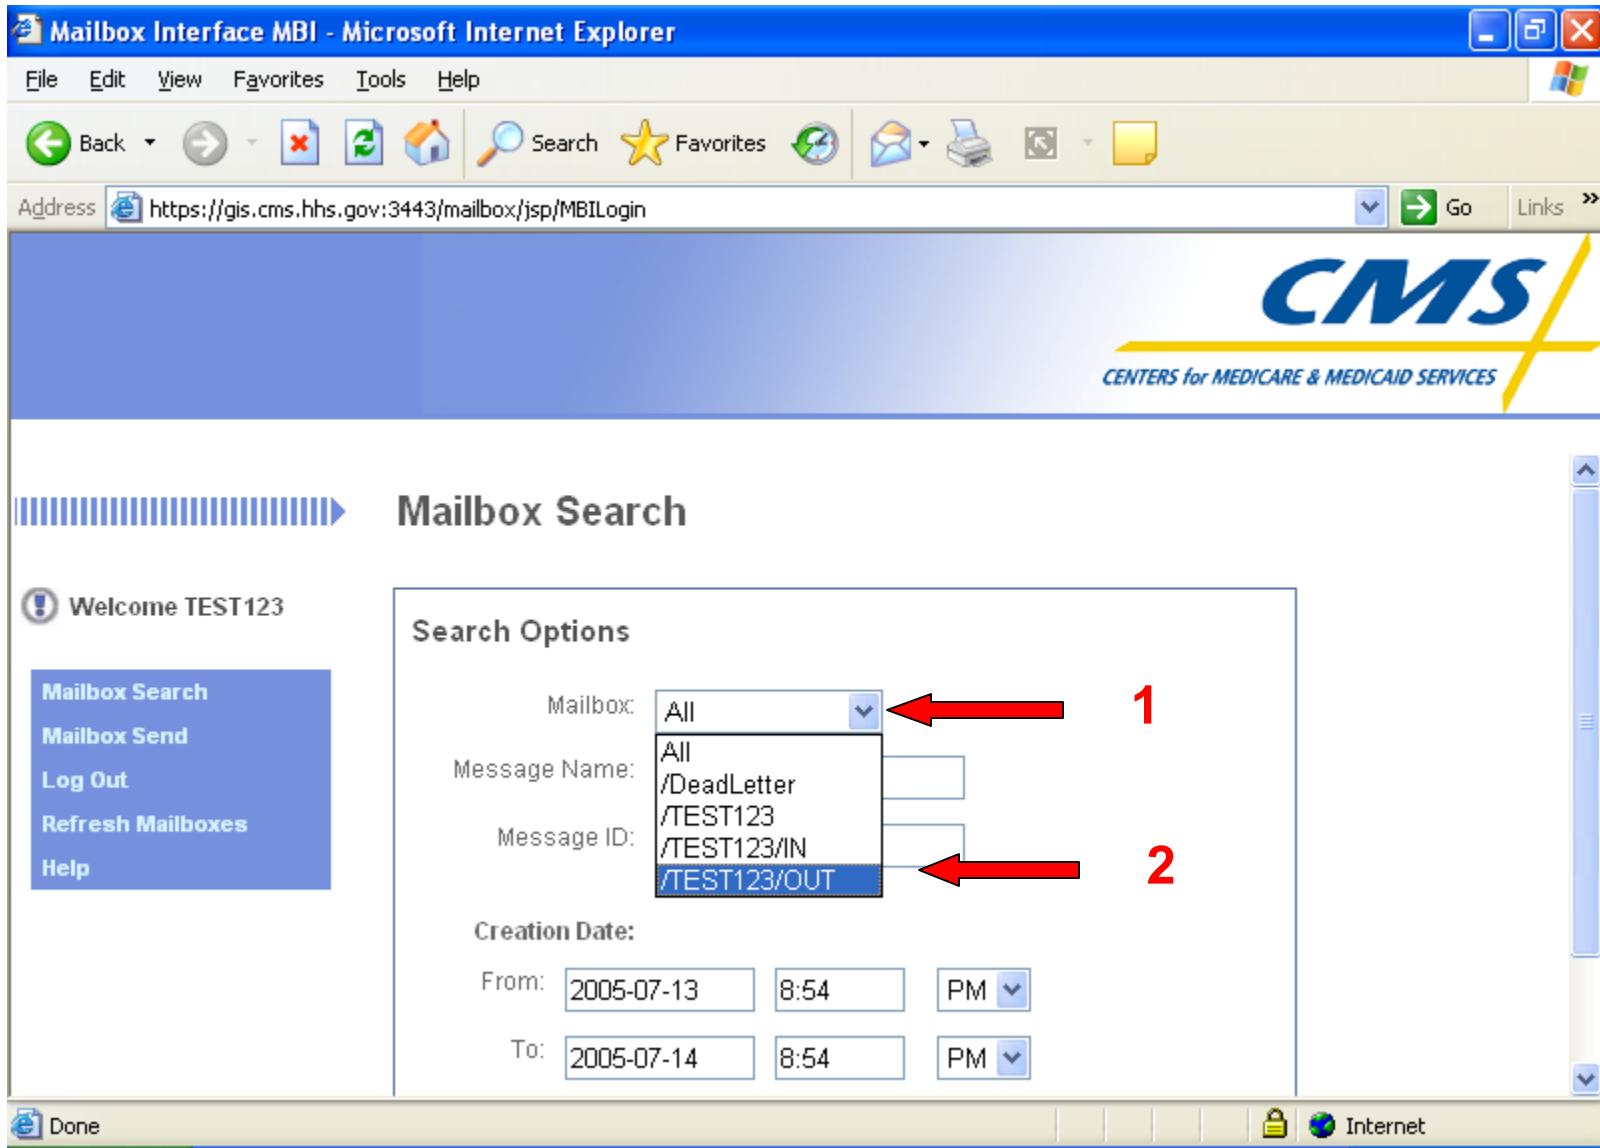 Mailbox Interface MBI - Microsoft Internet Explorer
File Edit View Favorites Tools Help
Back Search Favorites
Address https://gis.cms.hhs.gov:3443/mailbox/jsp/MBILogin Go Links »
CMS
CENTERS for MEDICARE & MEDICAID SERVICES
Mailbox Search
Welcome TEST123
Mailbox Search
Mailbox Send
Log Out
Refresh Mailboxes
Help
Search Options
Mailbox: All 1
All
/DeadLetter
/TEST123
/TEST123/IN
/TEST123/OUT 2
Message Name:
Message ID:
Creation Date:
From: 2005-07-13 8:54 PM
To: 2005-07-14 8:54 PM
Done Internet